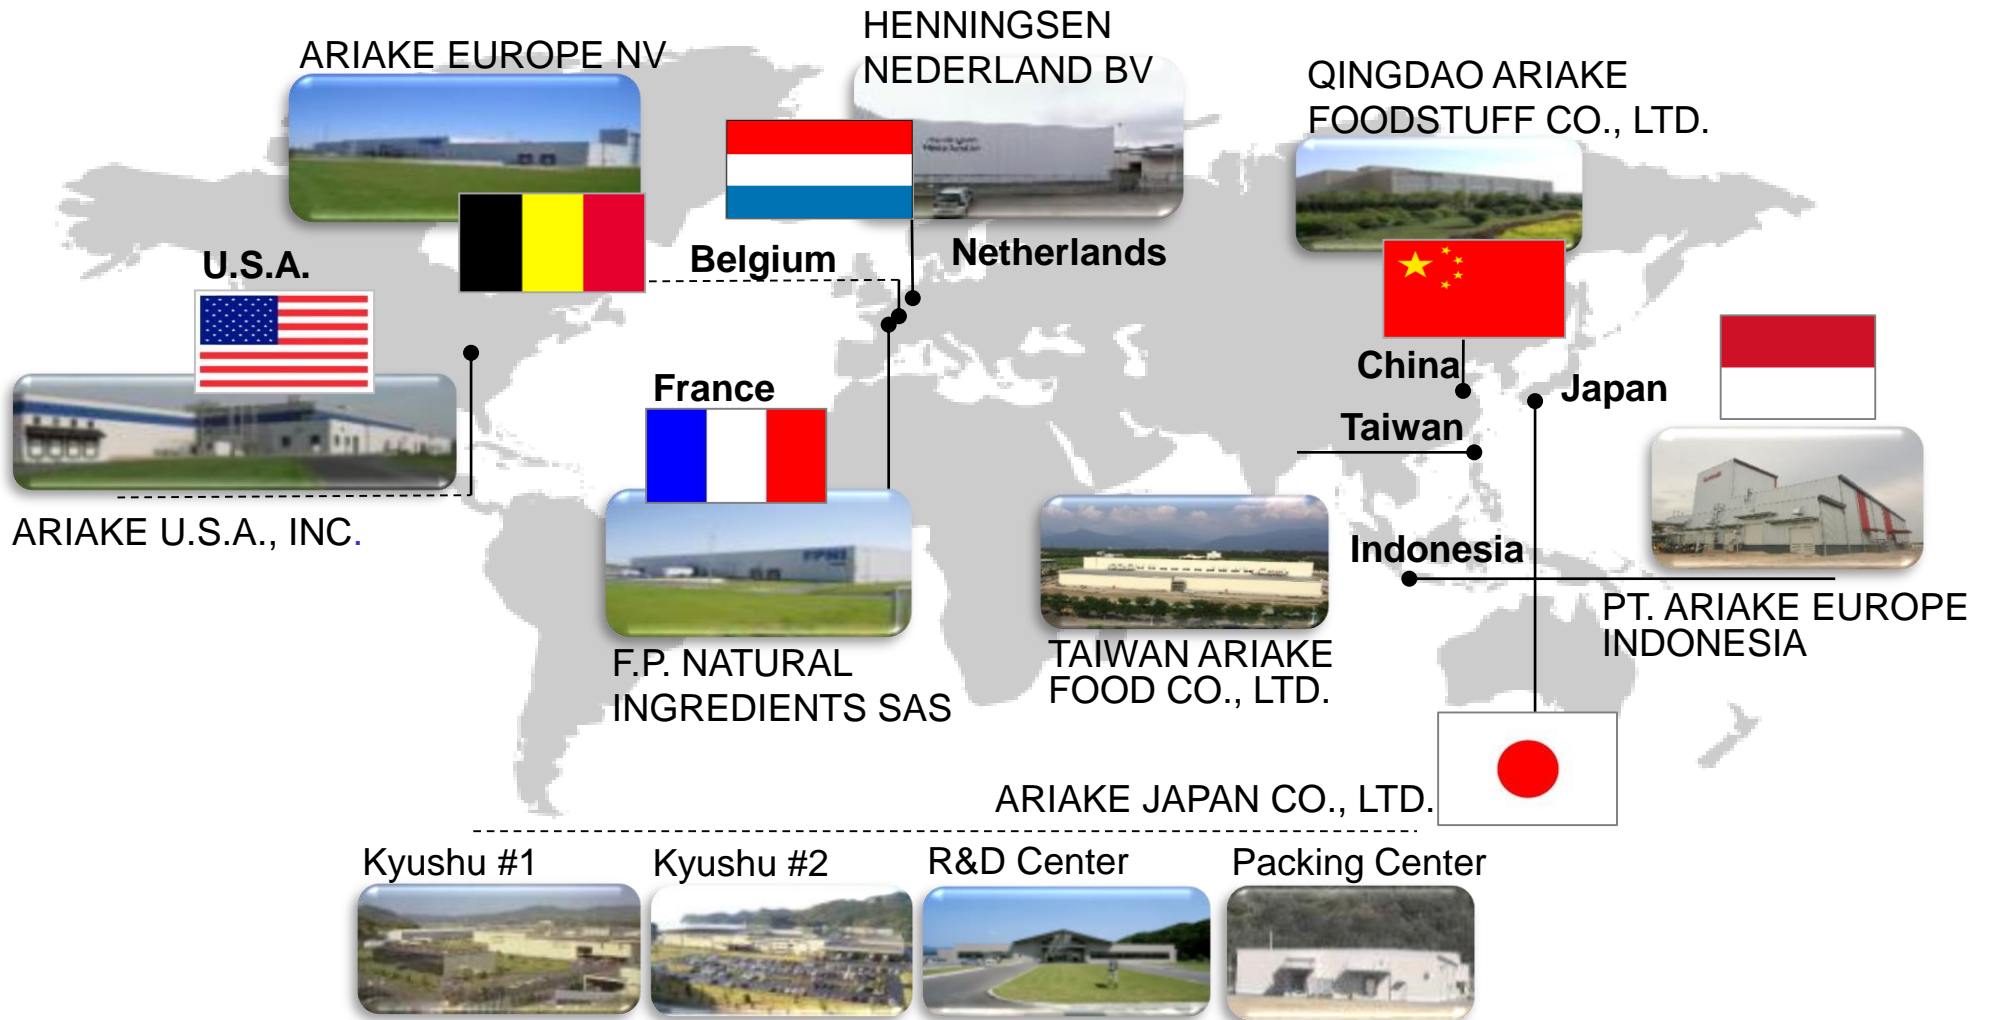 HENNINGSEN
NEDERLAND BV
ARIAKE EUROPE NV
QINGDAO ARIAKE
FOODSTUFF CO., LTD.
U.S.A.
Belgium
Netherlands
China
Japan
France
Taiwan
ARIAKE U.S.A., INC.
Indonesia
FPNI
PT. ARIAKE EUROPE
INDONESIA
F.P. NATURAL
INGREDIENTS SAS
TAIWAN ARIAKE
FOOD CO., LTD.
ARIAKE JAPAN CO., LTD.
Kyushu #1
Kyushu #2
R&D Center
Packing Center